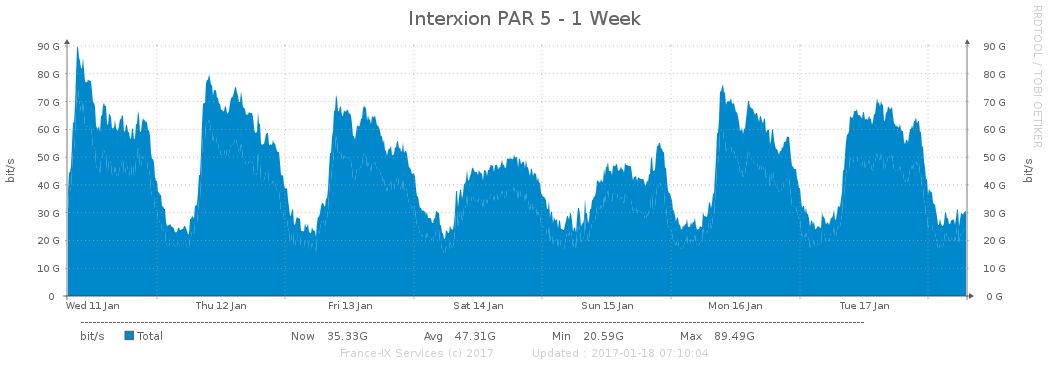 Interxion PAR 5 - 1 Week
RRDTOOL / TOBI OETIKER
bit/s
90 G 90 G
80 G 80 G
70 G 70 G
60 G 60 G
50 G 50 G
40 G 40 G
30 G 30 G
20 G 20 G
10 G 10 G
0 0 G
bit/s
Wed 11 Jan Thu 12 Jan Fri 13 Jan Sat 14 Jan Sun 15 Jan Mon 16 Jan Tue 17 Jan
bit/s Total Now 35.33G Avg 47.31G Min 20.59G Max 89.49G
France-IX Services (c) 2017 Updated : 2017-01-18 07:10:04